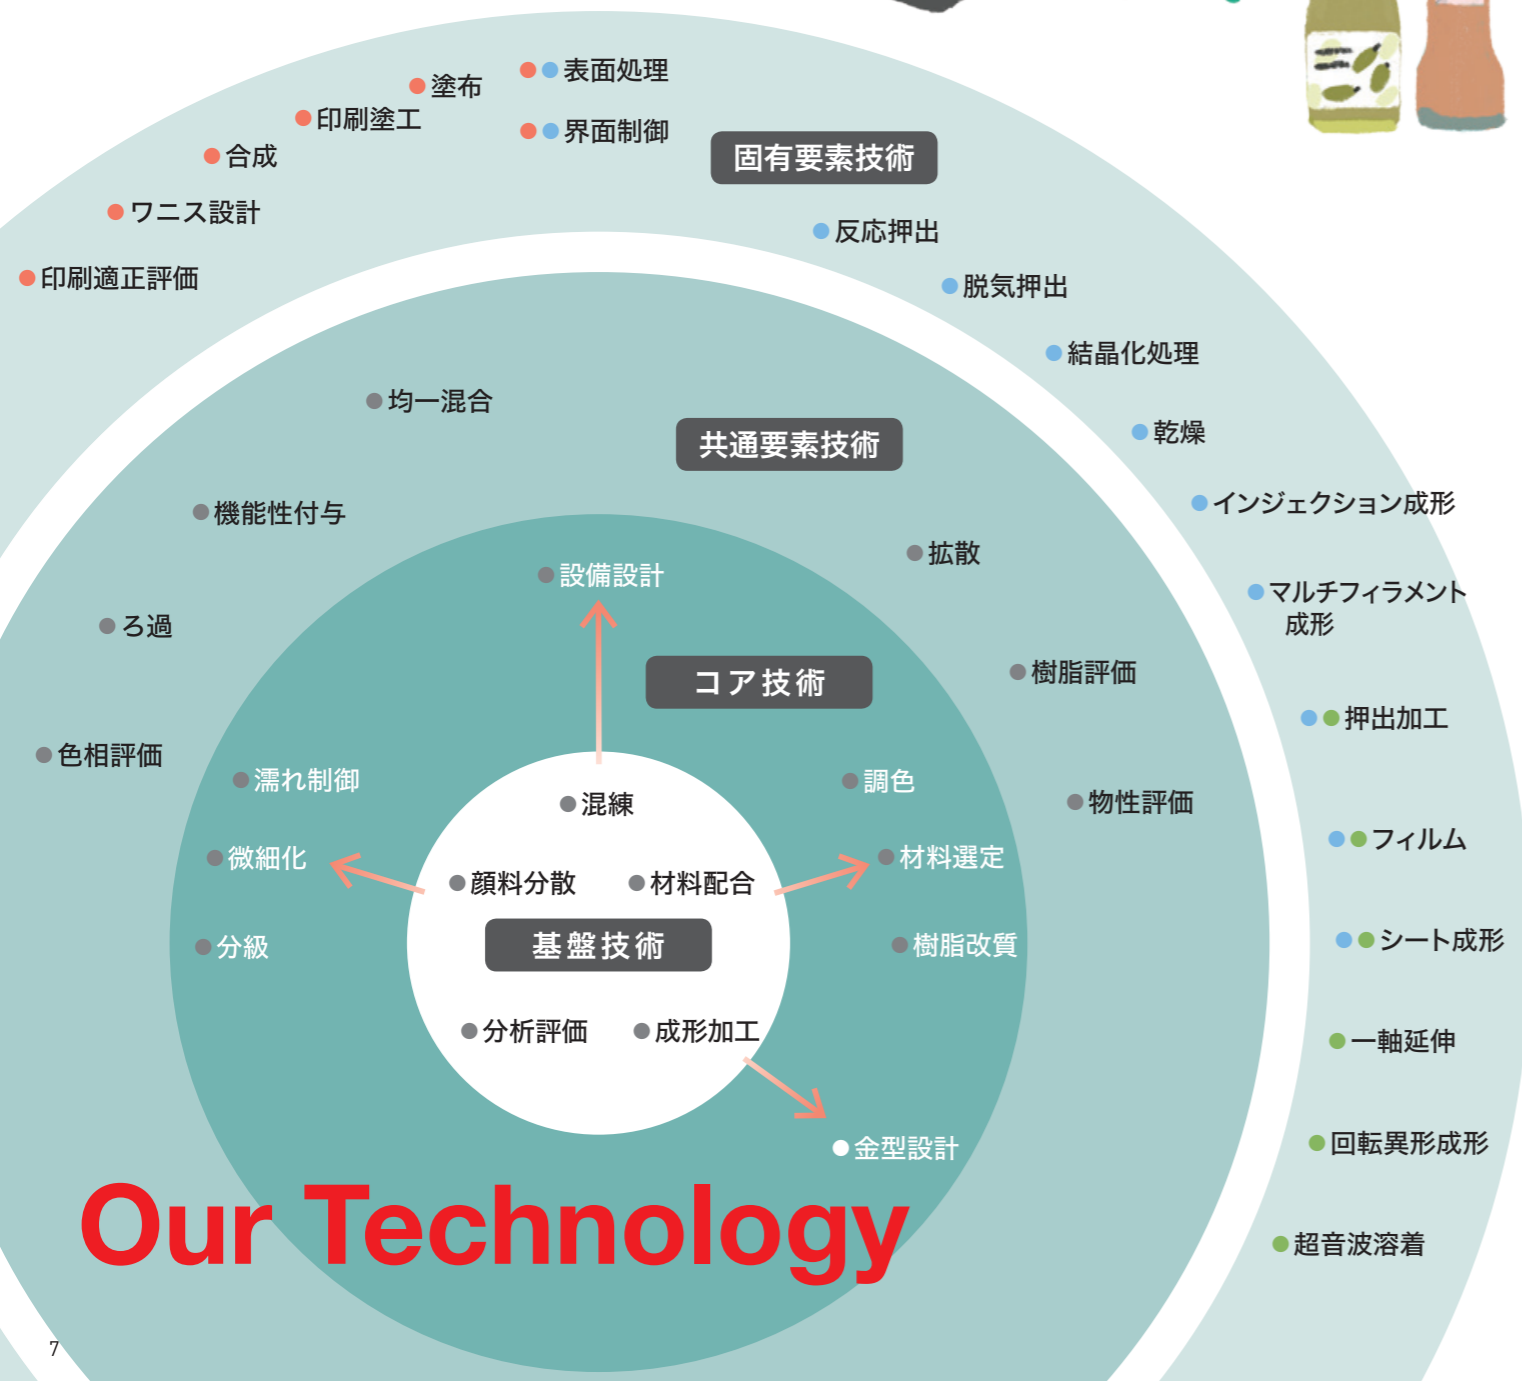 表面処理
塗布
印刷塗工
界面制御
合成
固有要素技術
ワニス設計
反応押出
印刷適正評価
脱気押出
結晶化処理
均一混合
乾燥
共通要素技術
インジェクション成形
機能性付与
拡散
設備設計
マルチフィラメント
成形
ろ過
樹脂評価
コア技術
押出加工
色相評価
濡れ制御
調色
混練
物性評価
フィルム
微細化
材料選定
顔料分散
材料配合
分級
基盤技術
樹脂改質
シート成形
分析評価
成形加工
一軸延伸
金型設計
回転異形成形
Our Technology
超音波溶着
7